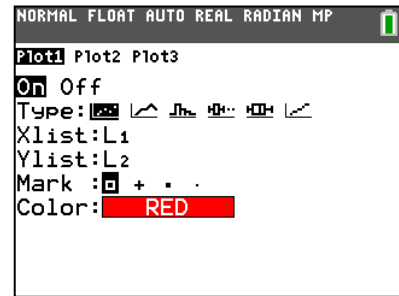 NORMAL FLOAT AUTO REAL RADIAN MP
Plot1 Plot2 Plot3
On Off
Type:
Xlist:L₁
Ylist:L₂
Mark : + ▪ ·
Color: RED